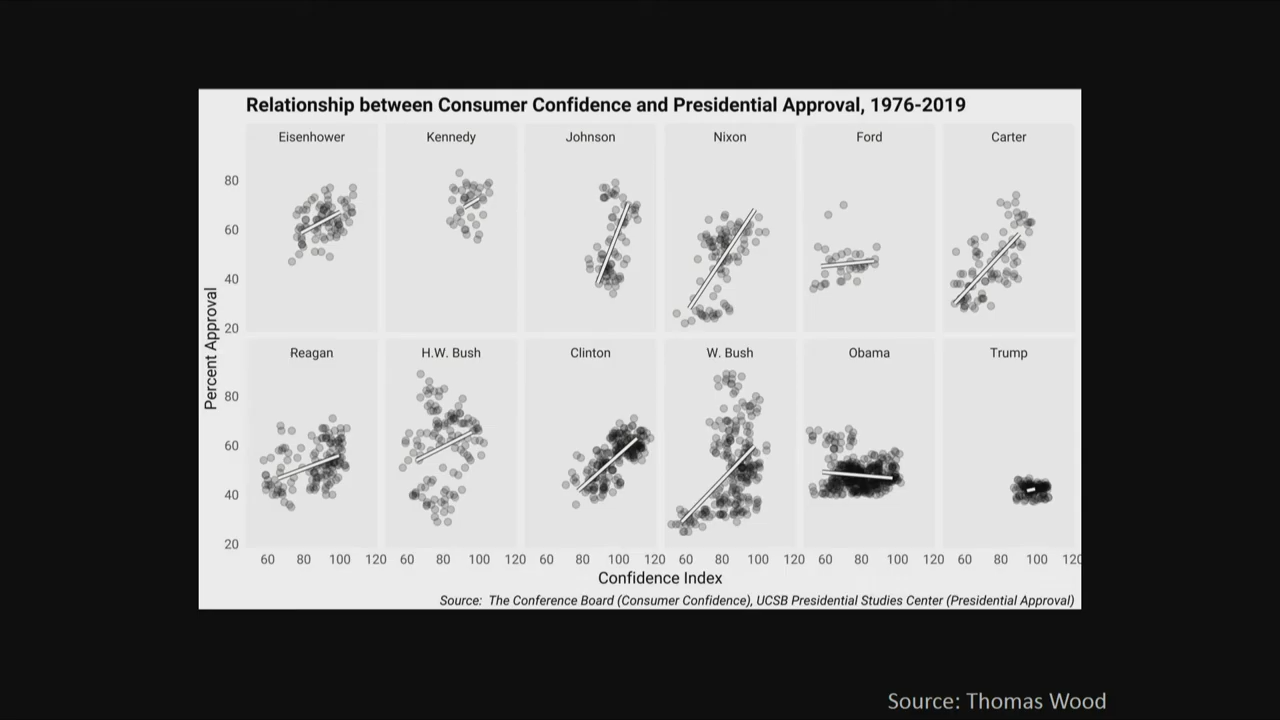 Relationship between Consumer Confidence and Presidential Approval, 1976-2019
Eisenhower Kennedy Johnson Nixon Ford Carter
80
60
40
20
Percent Approval
Reagan H.W. Bush Clinton W. Bush Obama Trump
80
60
40
20
60 80 100 120 60 80 100 120 60 80 100 120 60 80 100 120 60 80 100 120 60 80 100 120
Confidence Index
Source: The Conference Board (Consumer Confidence), UCSB Presidential Studies Center (Presidential Approval)
Source: Thomas Wood